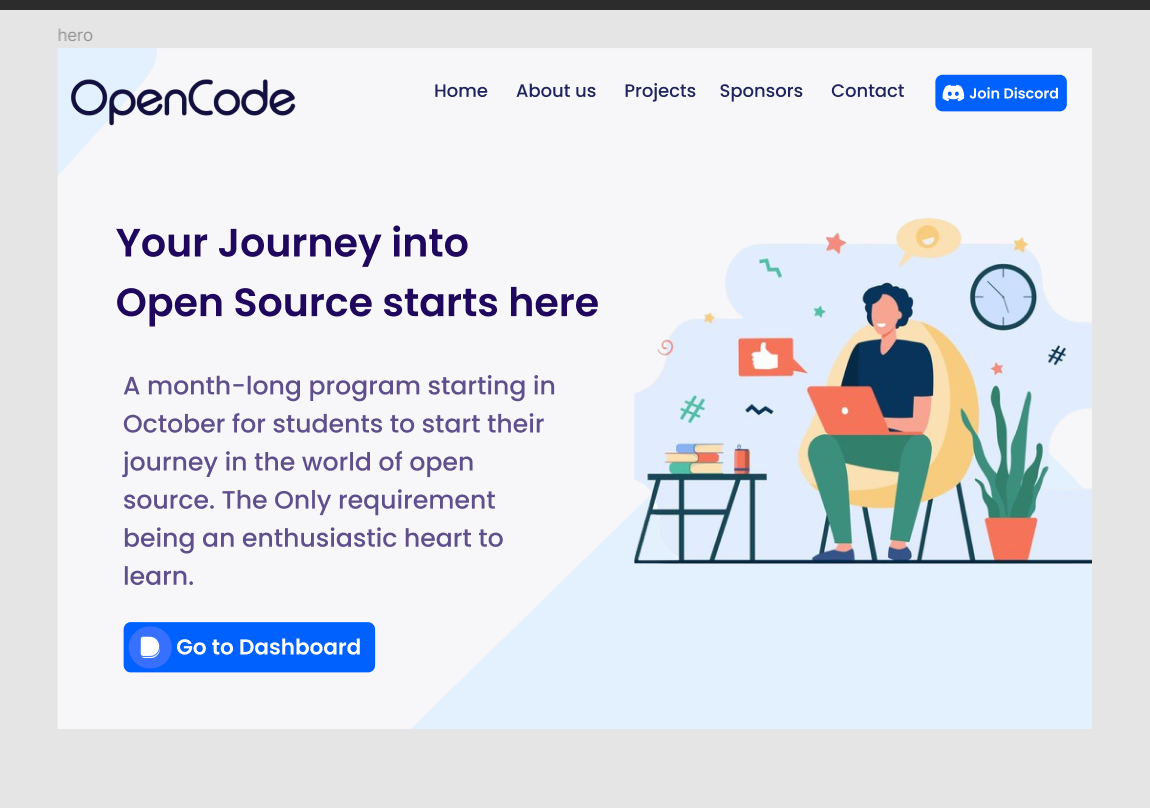 hero
OpenCode
Home About us Projects Sponsors Contact Join Discord
Your Journey into
Open Source starts here
A month-long program starting in
October for students to start their
journey in the world of open
source. The Only requirement
being an enthusiastic heart to
learn.
Go to Dashboard
#
#